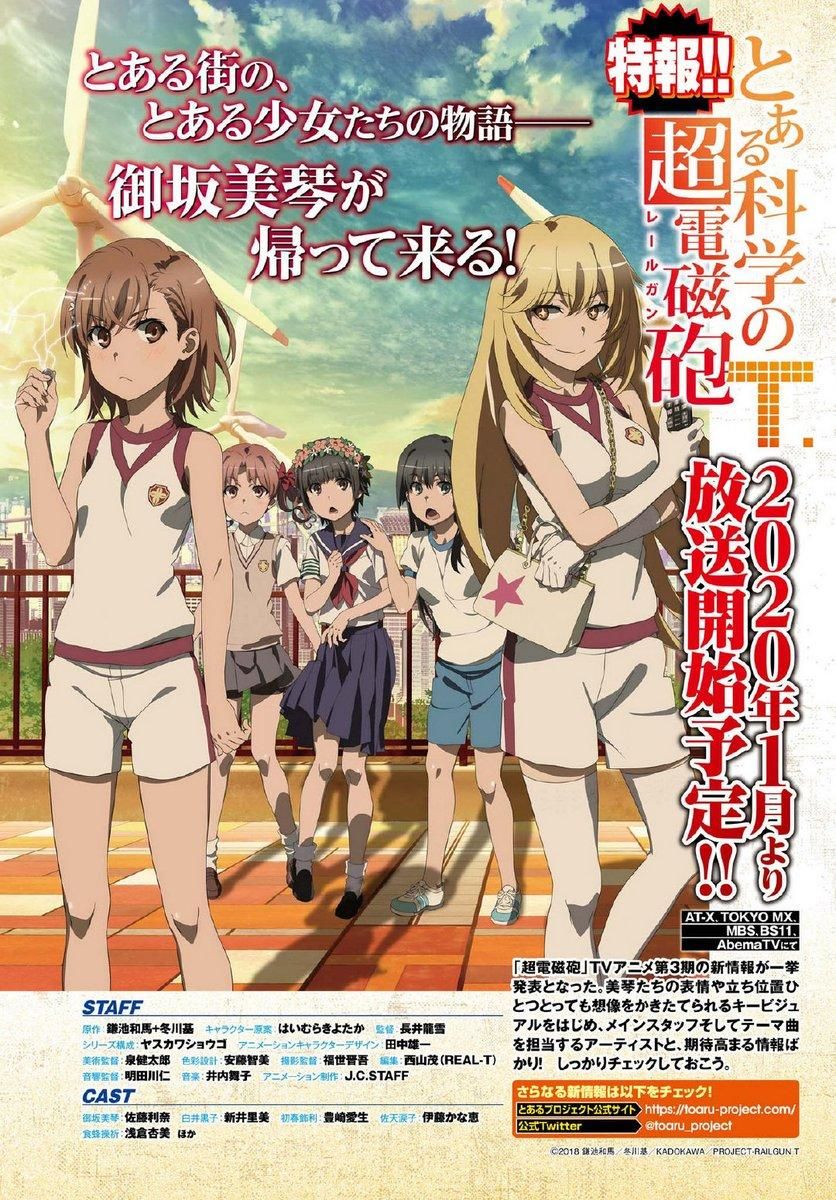 特報!!
とある科学の
超電磁砲
レールガン
T.
とある街の、
とある少女たちの物語――
御坂美琴が
帰って来る!
2020年1月より
放送開始予定!!
AT-X、TOKYO MX、
MBS、BS11、
AbemaTVにて
「超電磁砲」TVアニメ第3期の新情報が一挙
発表となった。美琴たちの表情や立ち位置ひ
とつとっても想像をかきたてられるキービジュ
アルをはじめ、メインスタッフそしてテーマ曲
を担当するアーティストと、期待高まる情報ば
かり! しっかりチェックしておこう。
さらなる新情報は以下をチェック!
とあるプロジェクト公式サイト https://toaru-project.com/
公式Twitter @toaru_project
STAFF
原作:鎌池和馬+冬川基 キャラクター原案:はいむらきよたか 監督:長井龍雪
シリーズ構成:ヤスカワショウゴ アニメーションキャラクターデザイン:田中雄一
美術監督:泉健太郎 色彩設計:安藤智美 撮影監督:福世晋吾 編集:西山茂(REAL-T)
音響監督:明田川仁 音楽:井内舞子 アニメーション制作:J.C.STAFF
CAST
御坂美琴:佐藤利奈 白井黒子:新井里美 初春飾利:豊崎愛生 佐天涙子:伊藤かな恵
食蜂操祈:浅倉杏美 ほか
©2018 鎌池和馬/冬川基/KADOKAWA/PROJECT-RAILGUN T